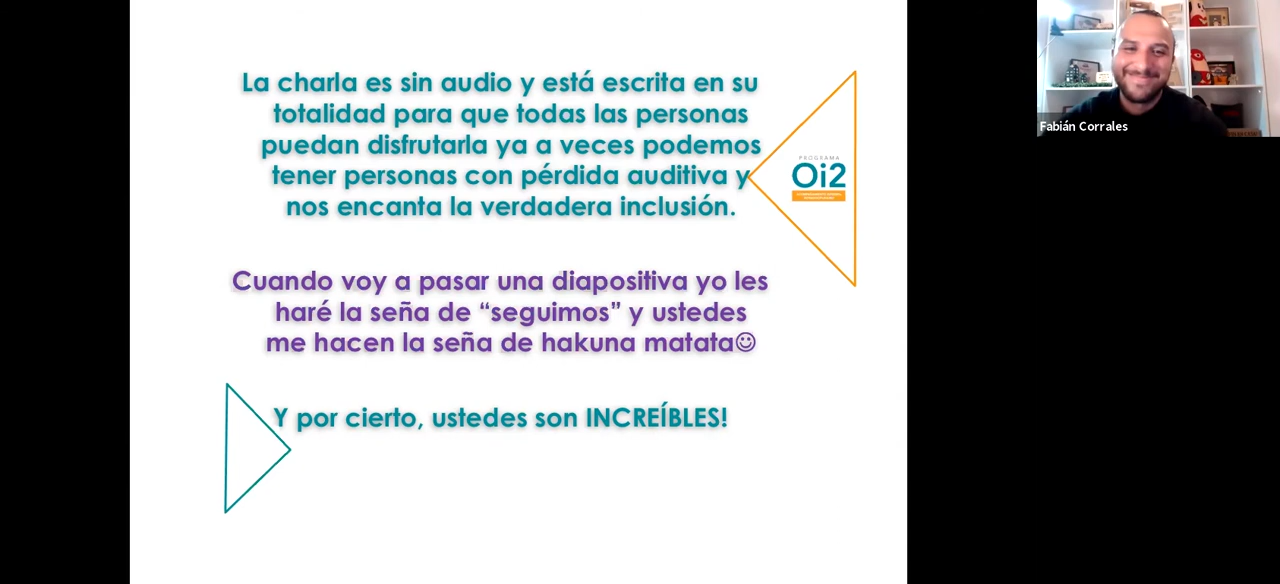 La charla es sin audio y está escrita en su
totalidad para que todas las personas
puedan disfrutarla ya a veces podemos
tener personas con pérdida auditiva y
nos encanta la verdadera inclusión.
Cuando voy a pasar una diapositiva yo les
haré la seña de “seguimos” y ustedes
me hacen la seña de hakuna matata☺
Y por cierto, ustedes son INCREÍBLES!
PROGRAMA
Oi2
Fabián Corrales